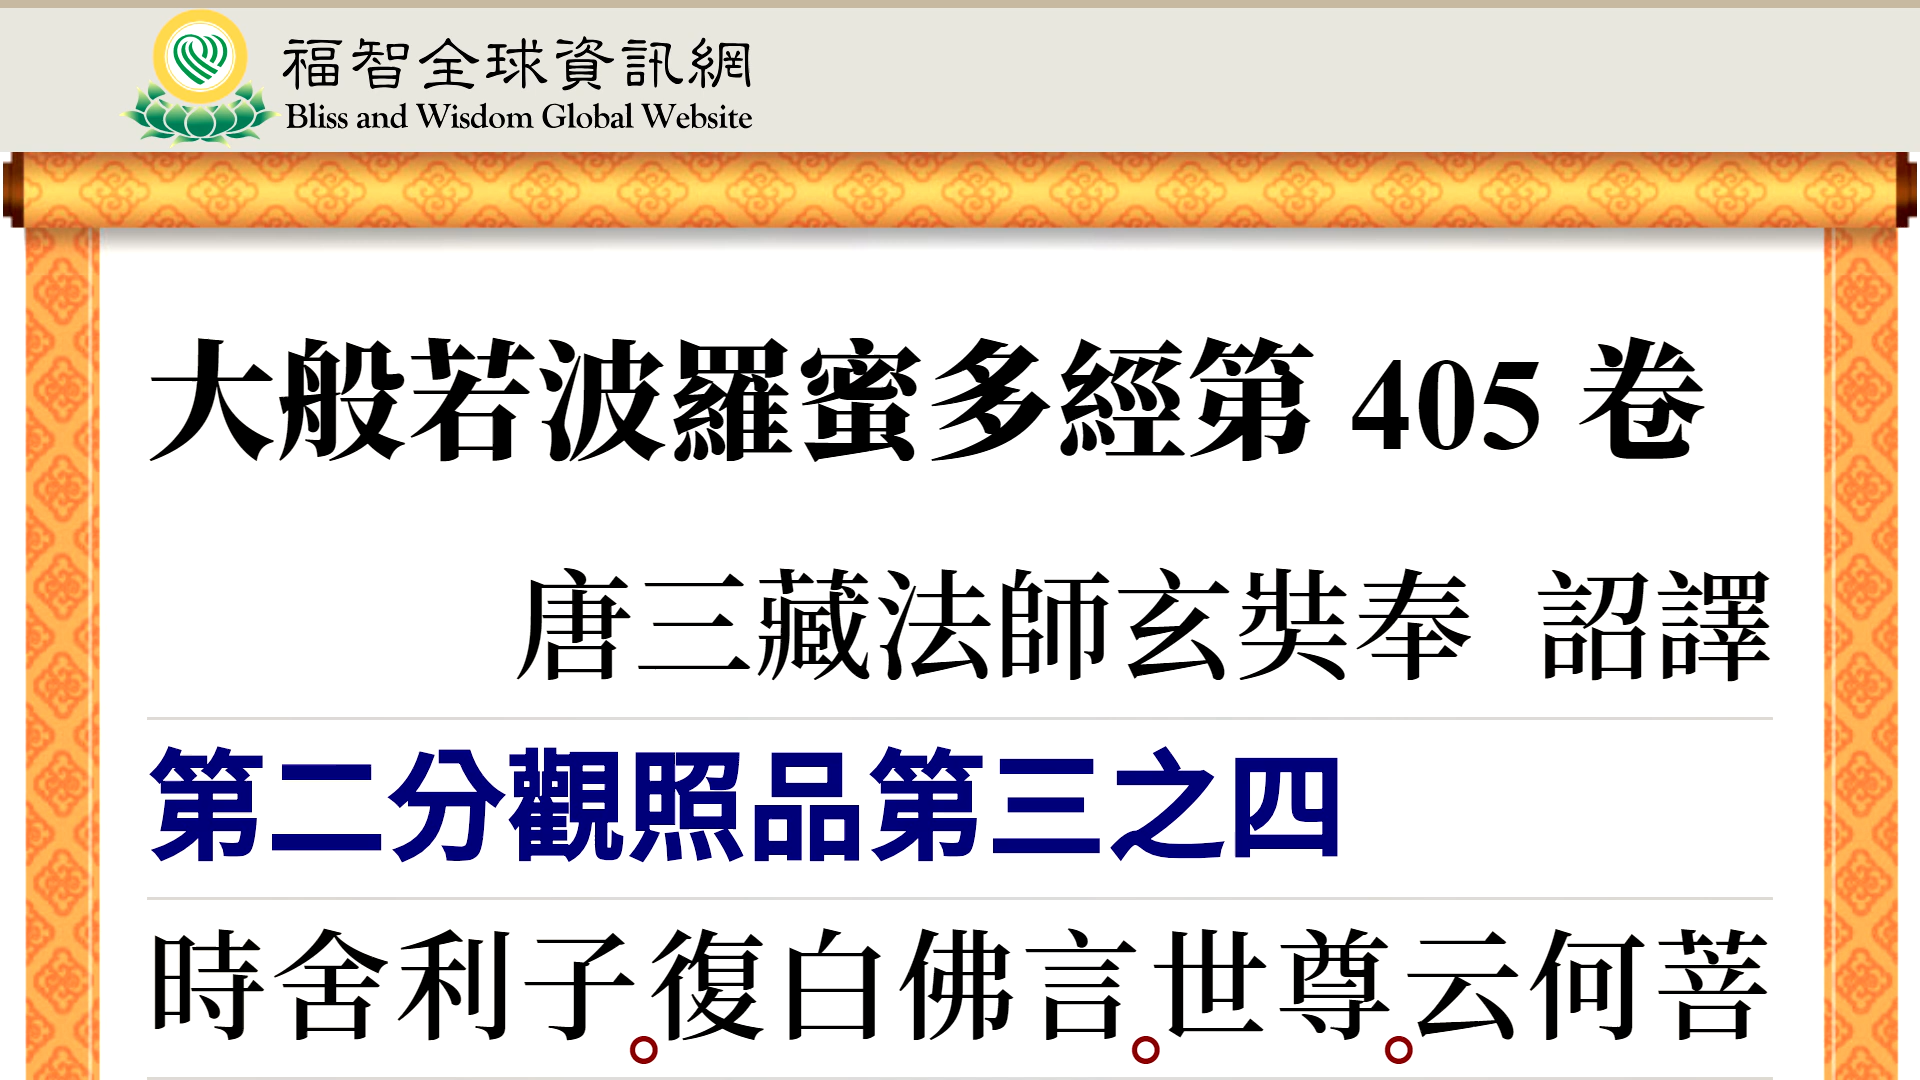 福智全球資訊網
Bliss and Wisdom Global Website
大般若波羅蜜多經第 405 卷
唐三藏法師玄奘奉 詔譯
第二分觀照品第三之四
時舍利子。復白佛言。世尊。云何菩